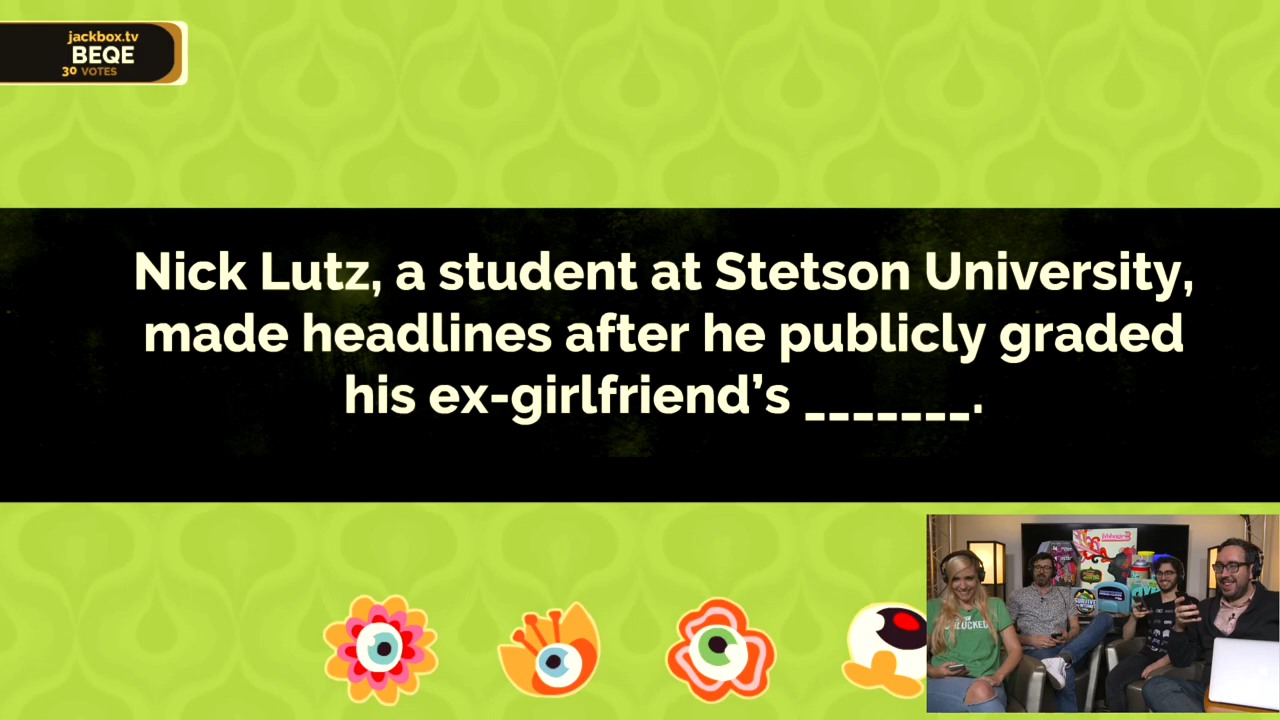 jackbox.tv
BEQE
30 VOTES
Nick Lutz, a student at Stetson University,
made headlines after he publicly graded
his ex-girlfriend’s _______.